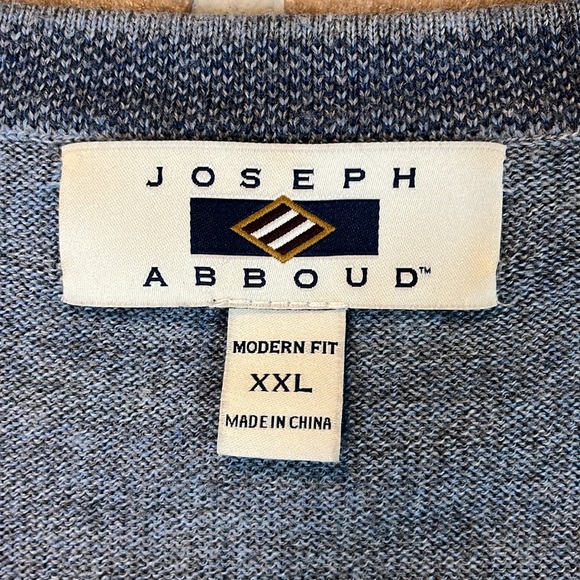 JOSEPH
ABBOUD™
MODERN FIT
XXL
MADE IN CHINA